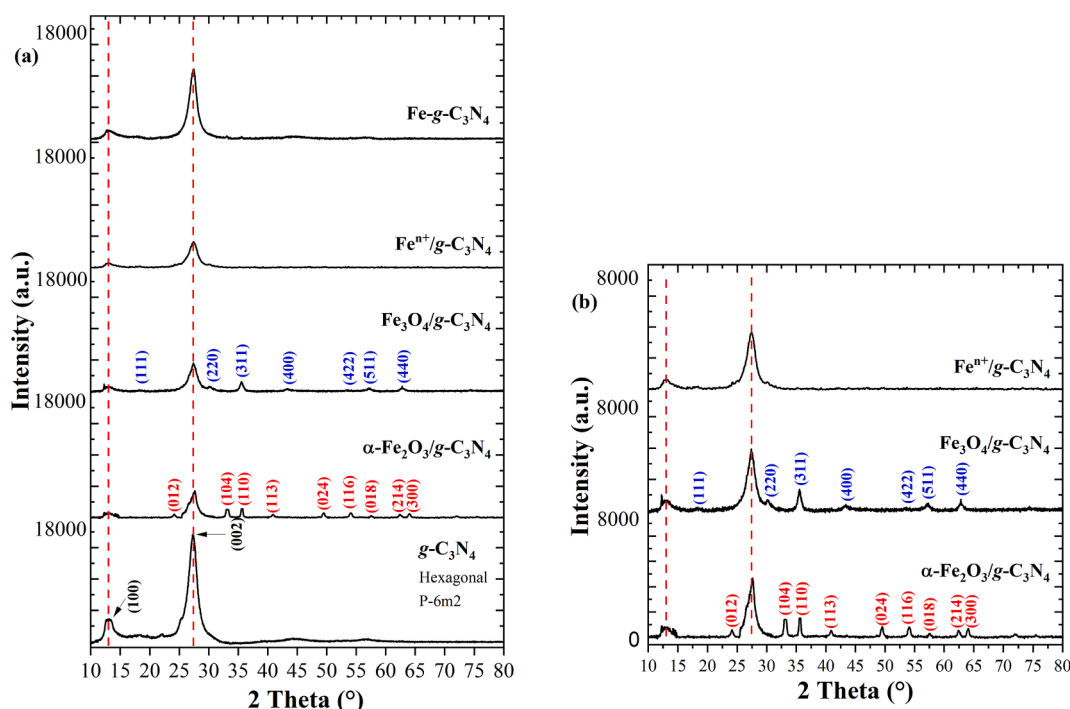 (a)
Intensity (a.u.)
18000
Fe-g-C₃N₄
18000
Feⁿ⁺/g-C₃N₄
18000
Fe₃O₄/g-C₃N₄
(111) (220) (311) (400) (422) (511) (440)
18000
α-Fe₂O₃/g-C₃N₄
(012) (104) (110) (113) (024) (116) (018) (214) (300)
18000
(002)
g-C₃N₄
Hexagonal
P-6m2
(100)
10 15 20 25 30 35 40 45 50 55 60 65 70 75 80
2 Theta (°)
(b)
Intensity (a.u.)
8000
Feⁿ⁺/g-C₃N₄
8000
Fe₃O₄/g-C₃N₄
(111) (220) (311) (400) (422) (511) (440)
8000
α-Fe₂O₃/g-C₃N₄
(012) (104) (110) (113) (024) (116) (018) (214) (300)
0
10 15 20 25 30 35 40 45 50 55 60 65 70 75 80
2 Theta (°)